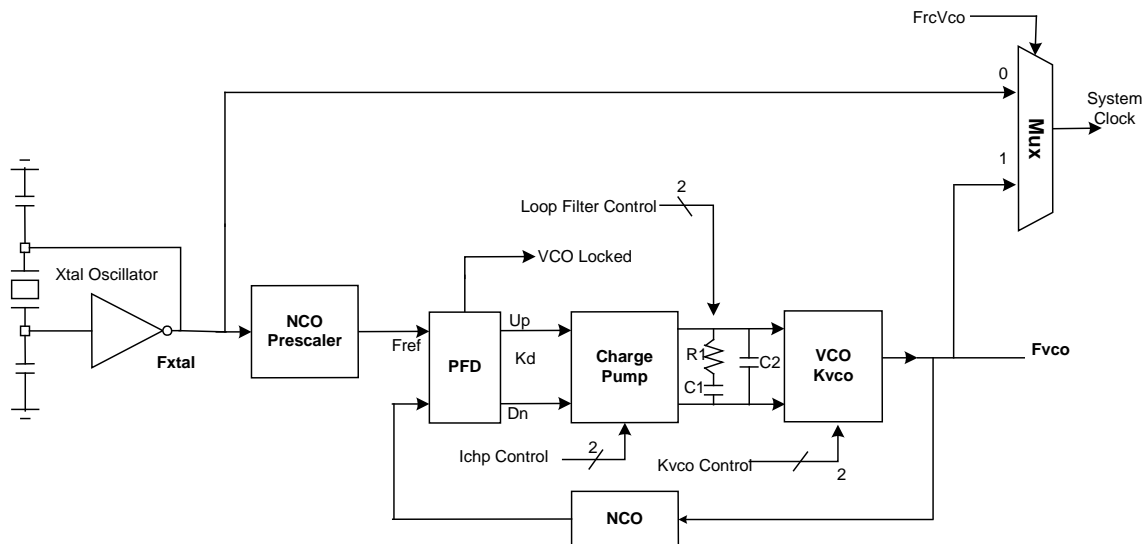 FrcVco
0
System
Clock
Mux
1
2
Loop Filter Control
VCO Locked
Xtal Oscillator
NCO
Prescaler
Fxtal
Fref
PFD
Up
Kd
Dn
Charge
Pump
R1
C1
C2
VCO
Kvco
Fvco
Ichp Control
2
Kvco Control
2
NCO